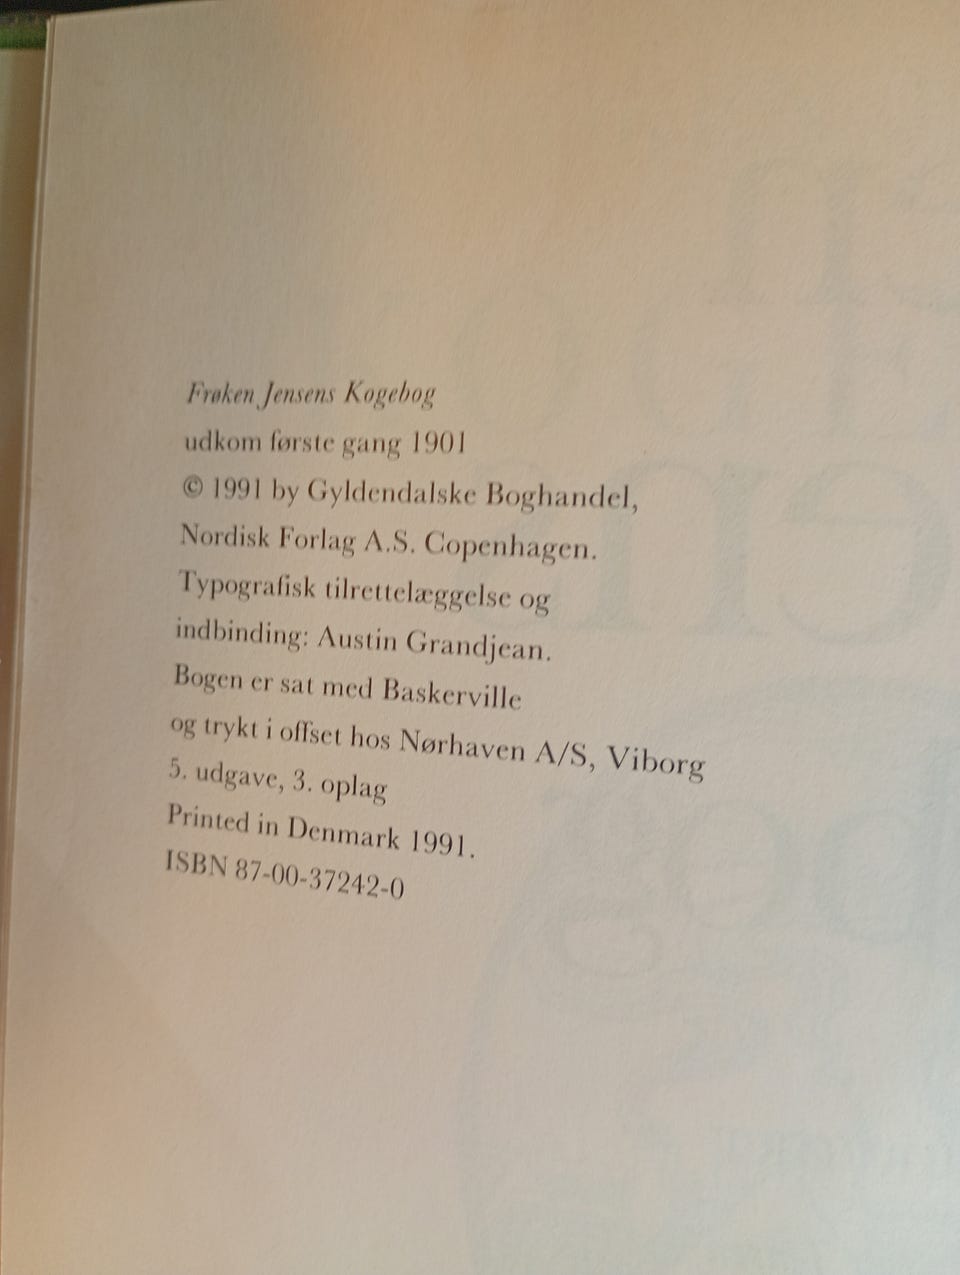 Frøken Jensens Kogebog
udkom første gang 1901
© 1991 by Gyldendalske Boghandel,
Nordisk Forlag A.S. Copenhagen.
Typografisk tilrettelæggelse og
indbinding: Austin Grandjean.
Bogen er sat med Baskerville
og trykt i offset hos Nørhaven A/S, Viborg
5. udgave, 3. oplag
Printed in Denmark 1991.
ISBN 87-00-37242-0